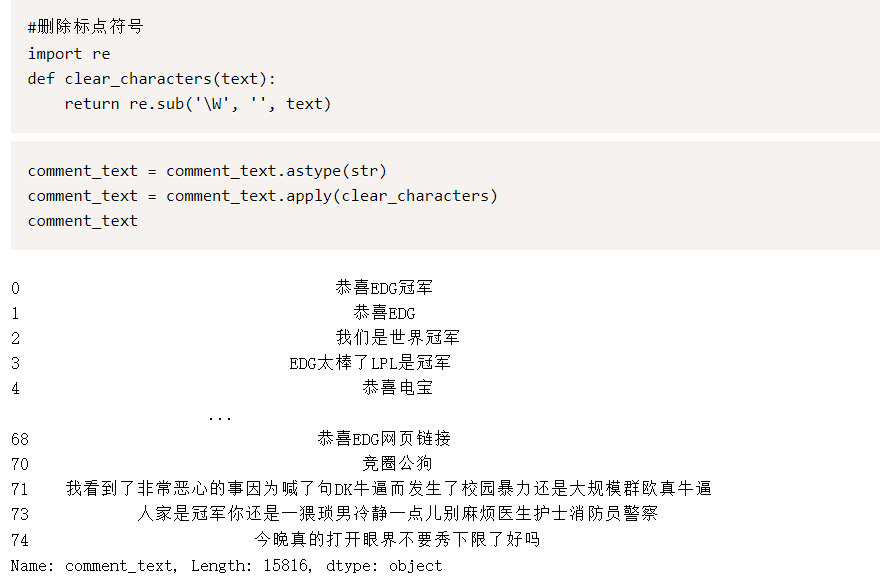 #删除标点符号
import re
def clear_characters(text):
    return re.sub('\W', '', text)
comment_text = comment_text.astype(str)
comment_text = comment_text.apply(clear_characters)
comment_text
0 恭喜EDG冠军
1 恭喜EDG
2 我们是世界冠军
3 EDG太棒了LPL是冠军
4 恭喜电宝
...
68 恭喜EDG网页链接
70 竞圈公狗
71 我看到了非常恶心的事因为喊了句DK牛逼而发生了校园暴力还是大规模群欧真牛逼
73 人家是冠军你还是一猥琐男冷静一点儿别麻烦医生护士消防员警察
74 今晚真的打开眼界不要秀下限了好吗
Name: comment_text, Length: 15816, dtype: object